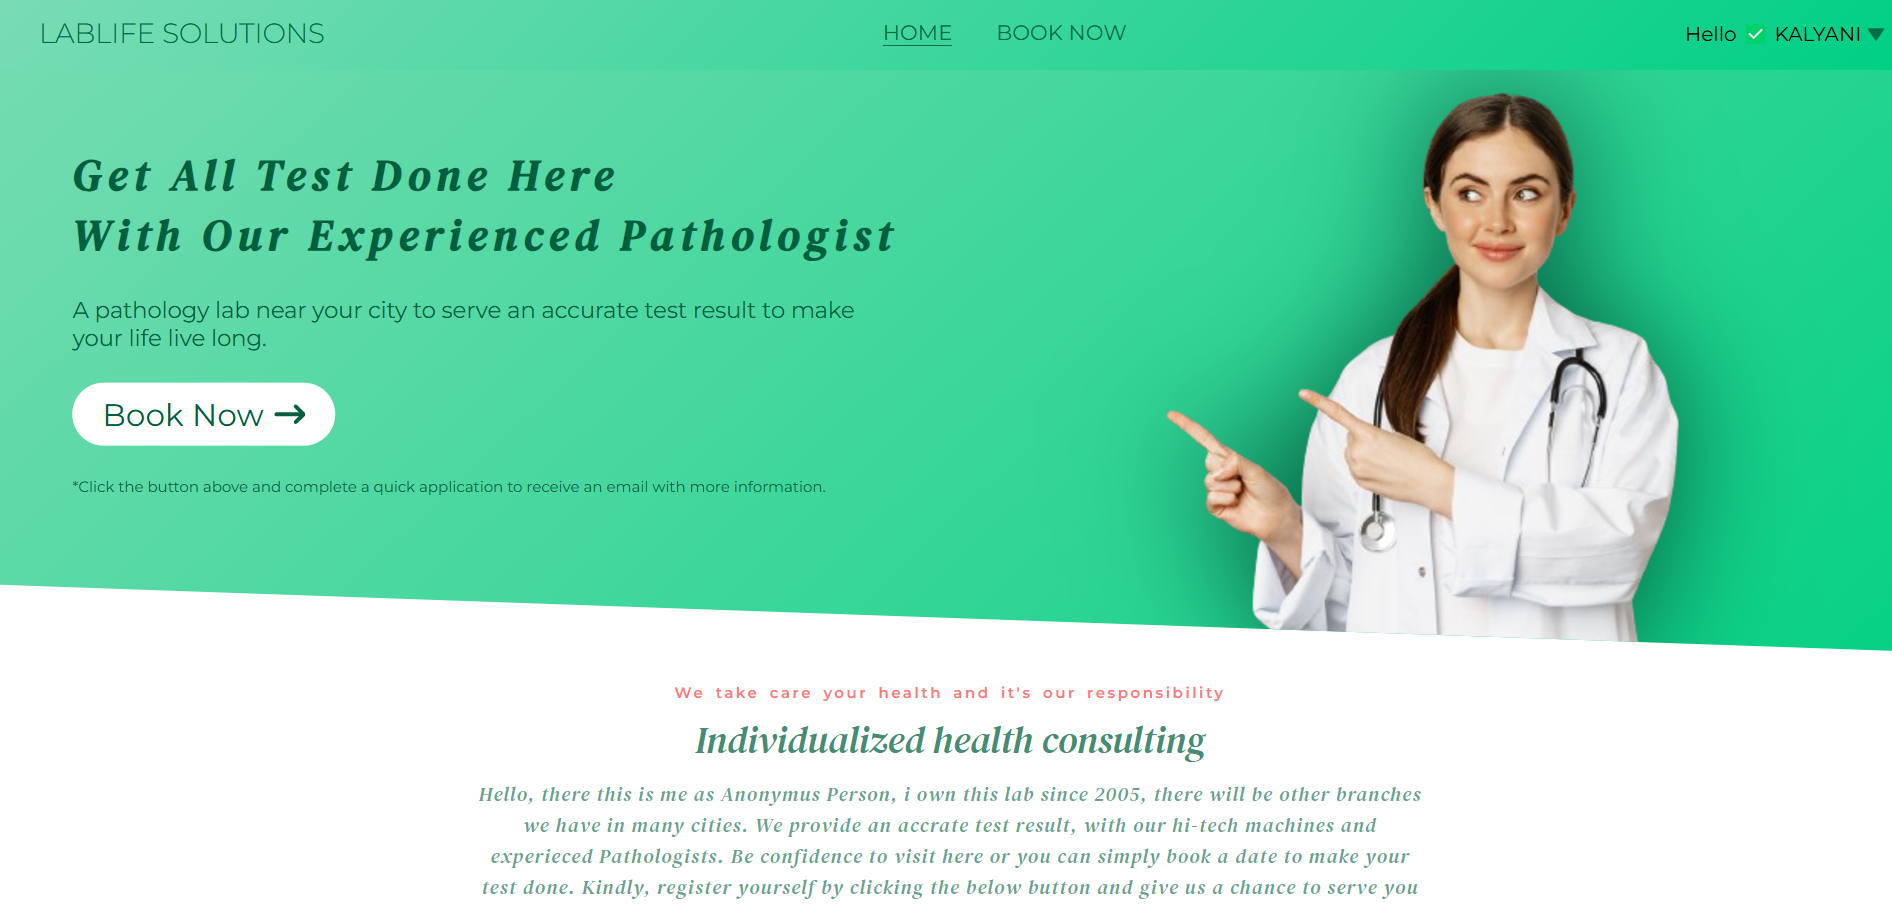 LABLIFE SOLUTIONS
HOME
BOOK NOW
Hello ✅ KALYANI ▼
Get All Test Done Here
With Our Experienced Pathologist
A pathology lab near your city to serve an accurate test result to make
your life live long.
Book Now →
*Click the button above and complete a quick application to receive an email with more information.
We take care your health and it's our responsibility
Individualized health consulting
Hello, there this is me as Anonymus Person, i own this lab since 2005, there will be other branches
we have in many cities. We provide an accrate test result, with our hi-tech machines and
experieced Pathologists. Be confidence to visit here or you can simply book a date to make your
test done. Kindly, register yourself by clicking the below button and give us a chance to serve you